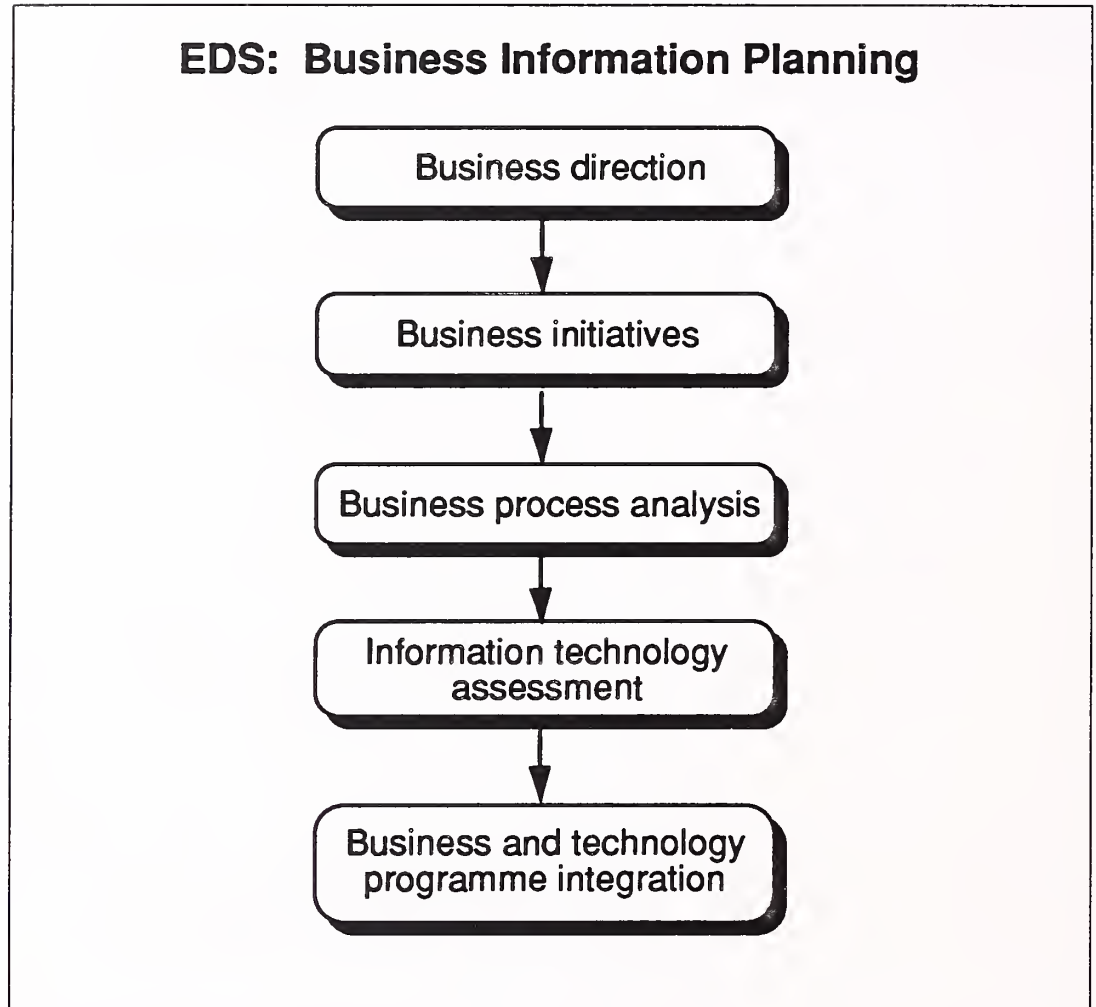 EDS: Business Information Planning
Business direction
Business initiatives
Business process analysis
Information technology
assessment
Business and technology
programme integration